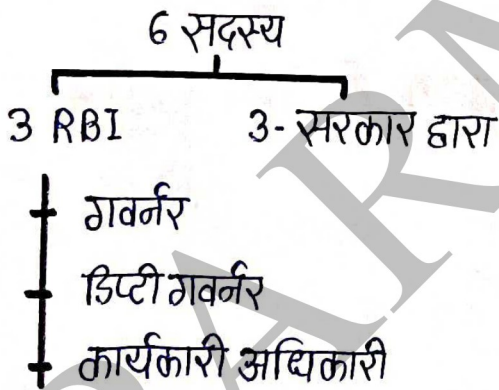 6 सदस्य
3 RBI 3- सरकार द्वारा
गवर्नर
डिप्टी गवर्नर
कार्यकारी अधिकारी